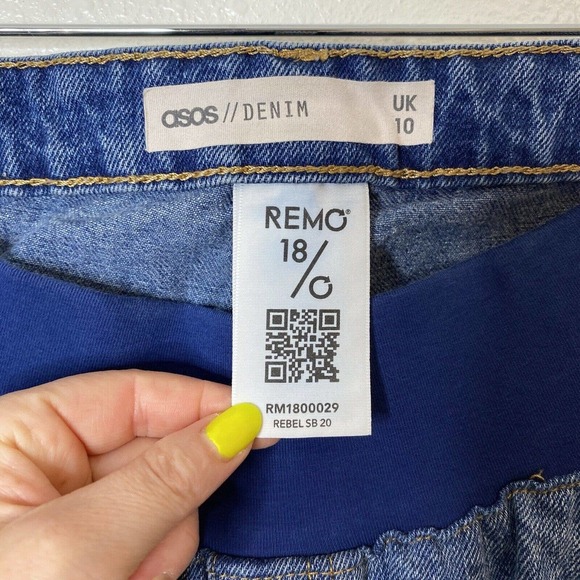 asos // DENIM
UK
10
REMO®
18
/
RM1800029
REBEL SB 20